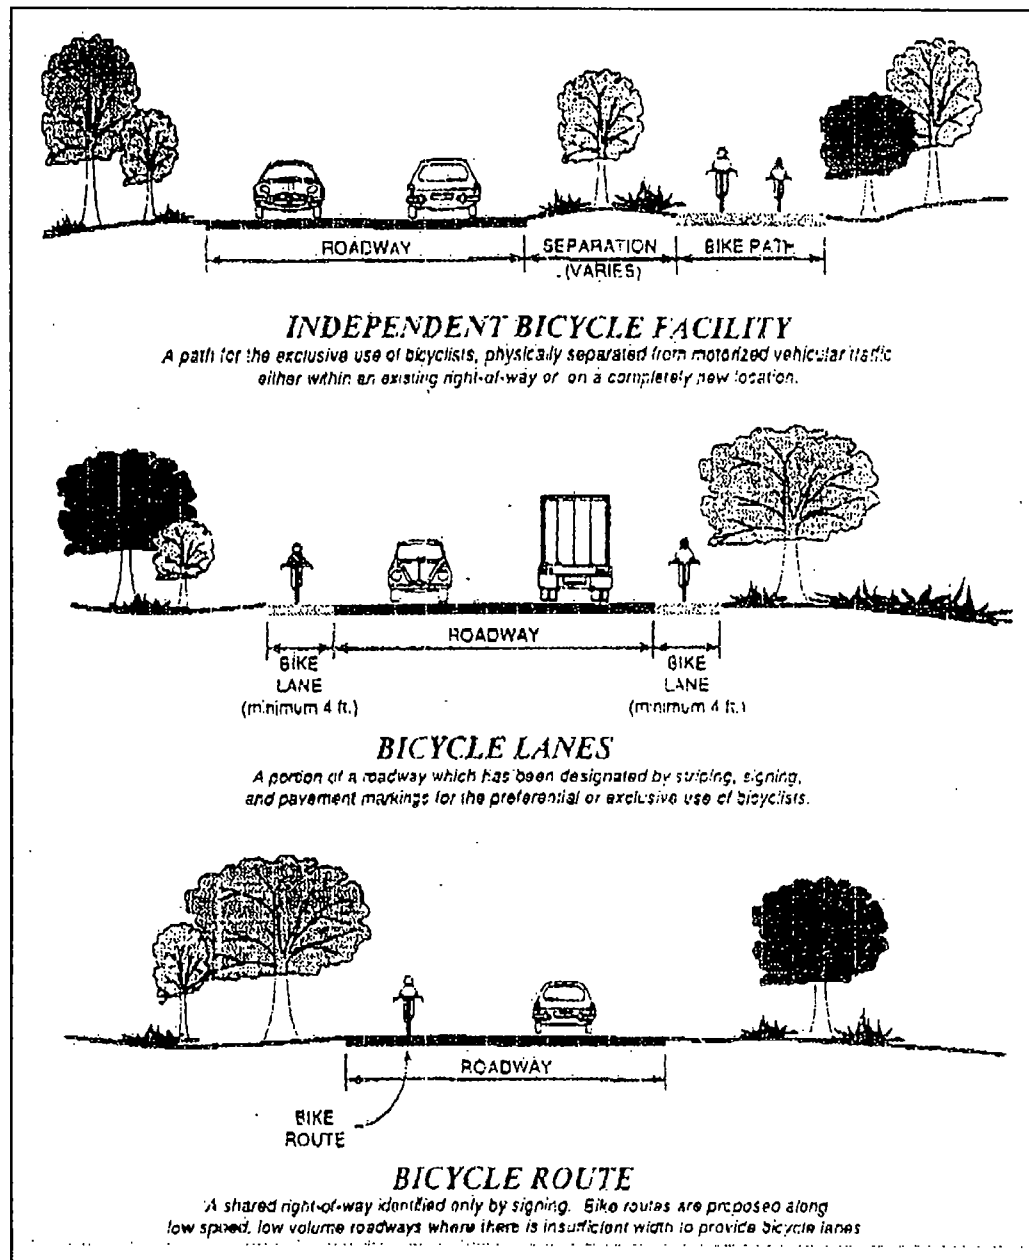 ROADWAY
SEPARATION
(VARIES)
BIKE PATH
INDEPENDENT BICYCLE FACILITY
A path for the exclusive use of bicyclists, physically separated from motorized vehicular traffic
either within an existing right-of-way or on a completely new location.
ROADWAY
BIKE
LANE
(minimum 4 ft.)
BIKE
LANE
(minimum 4 ft.)
BICYCLE LANES
A portion of a roadway which has been designated by striping, signing,
and pavement markings for the preferential or exclusive use of bicyclists.
ROADWAY
BIKE
ROUTE
BICYCLE ROUTE
A shared right-of-way identified only by signing. Bike routes are proposed along
low speed, low volume roadways where there is insufficient width to provide bicycle lanes